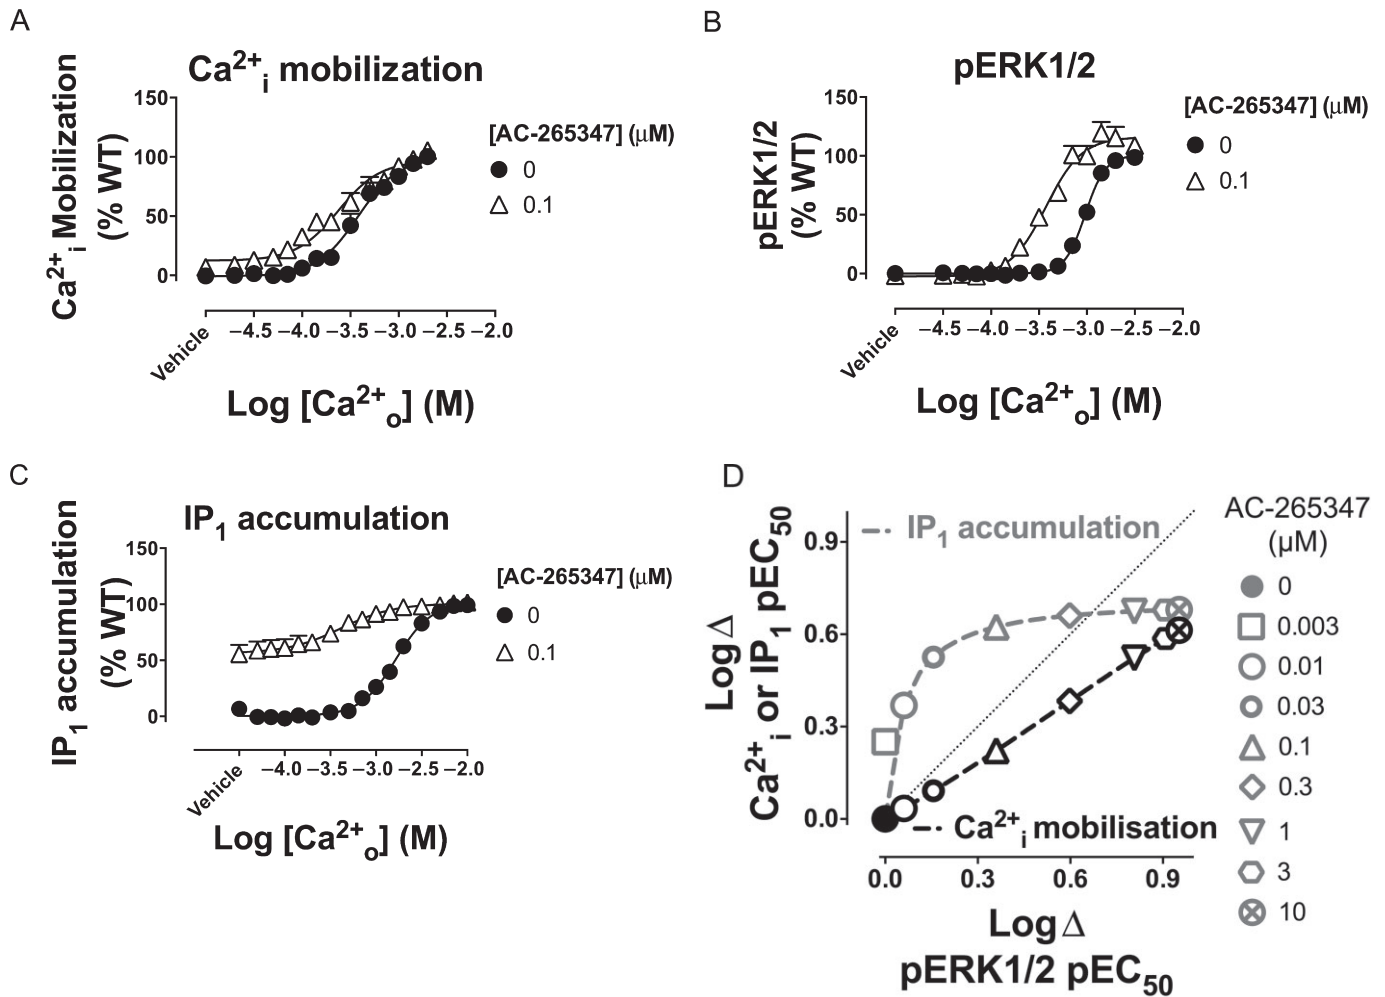 A
Ca2+i mobilization
Ca2+i Mobilization
(% WT)
150
100
50
0
Vehicle
−4.5 −4.0 −3.5 −3.0 −2.5 −2.0
Log [Ca2+o] (M)
[AC-265347] (μM)
0
0.1
B
pERK1/2
pERK1/2
(% WT)
150
100
50
0
Vehicle
−4.5 −4.0 −3.5 −3.0 −2.5 −2.0
Log [Ca2+o] (M)
[AC-265347] (μM)
0
0.1
C
IP1 accumulation
IP1 accumulation
(% WT)
150
100
50
0
Vehicle
−4.0 −3.5 −3.0 −2.5 −2.0
Log [Ca2+o] (M)
[AC-265347] (μM)
0
0.1
D
Log Δ
Ca2+i or IP1 pEC50
0.9
0.6
0.3
0.0
IP1 accumulation
Ca2+i mobilisation
0.0 0.3 0.6 0.9
Log Δ
pERK1/2 pEC50
AC-265347
(μM)
0
0.003
0.01
0.03
0.1
0.3
1
3
10